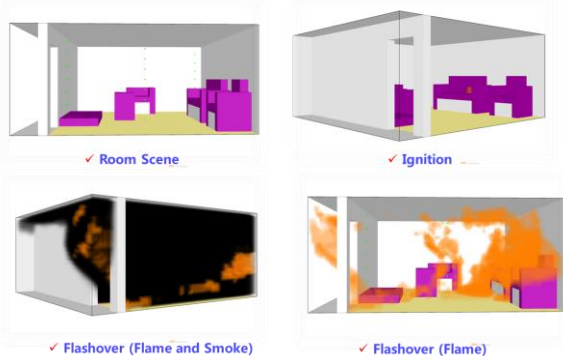 ✓ Room Scene
✓ Ignition
✓ Flashover (Flame and Smoke)
✓ Flashover (Flame)